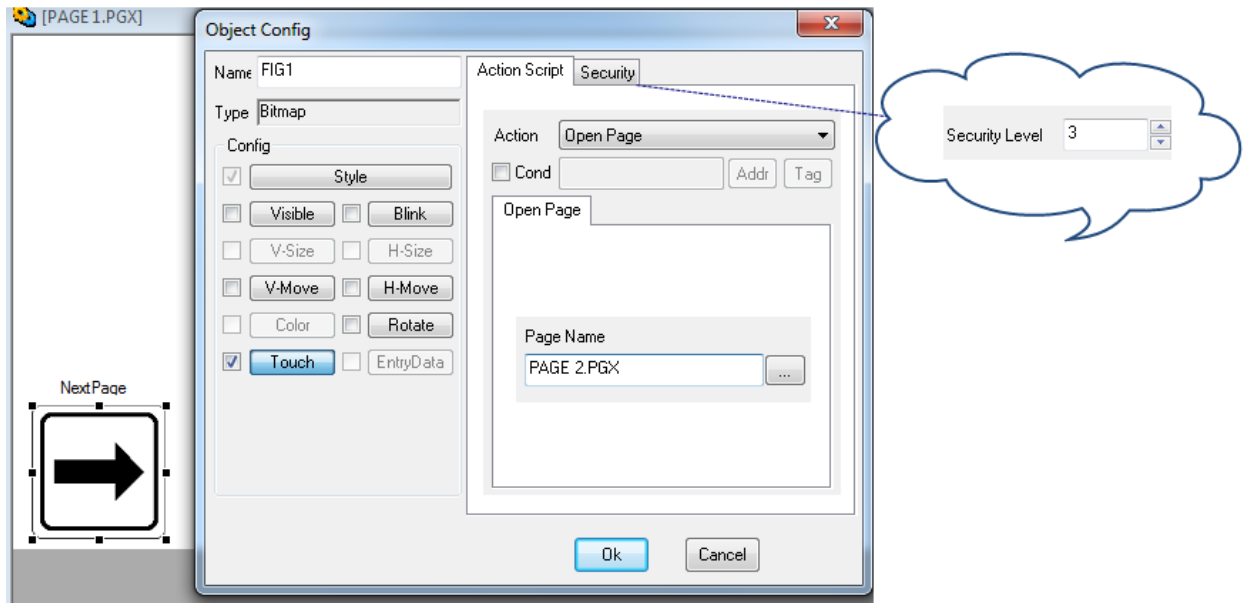 [PAGE 1.PGX]
Object Config
Name FIG1
Type Bitmap
Config
Style
Visible Blink
V-Size H-Size
V-Move H-Move
Color Rotate
Touch EntryData
Action Script Security
Action Open Page
Cond Addr Tag
Open Page
Page Name
PAGE 2.PGX ...
Ok Cancel
NextPage
Security Level 3